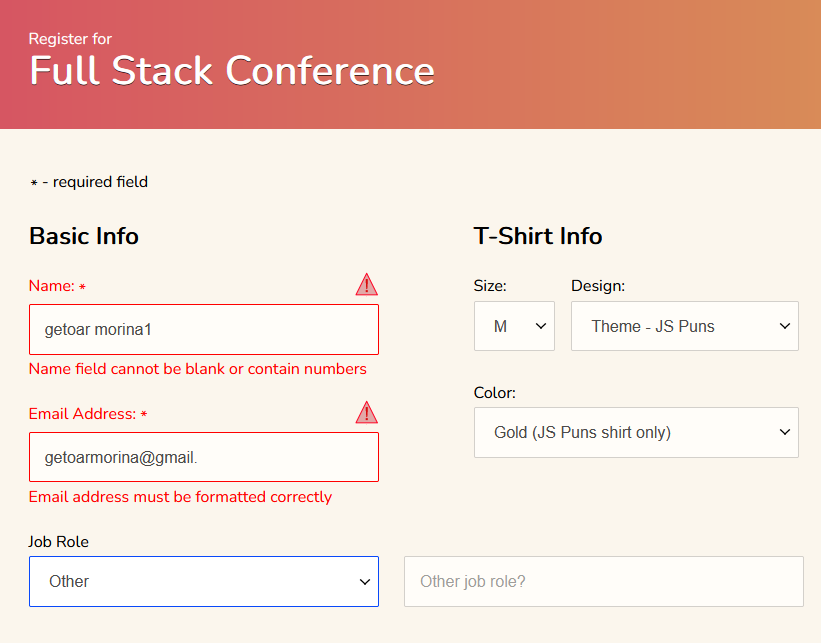 Register for
Full Stack Conference
* - required field
Basic Info
Name: *
!
getoar morina1
Name field cannot be blank or contain numbers
Email Address: *
!
getoarmorina@gmail.
Email address must be formatted correctly
Job Role
Other
Other job role?
T-Shirt Info
Size:
Design:
M
Theme - JS Puns
Color:
Gold (JS Puns shirt only)